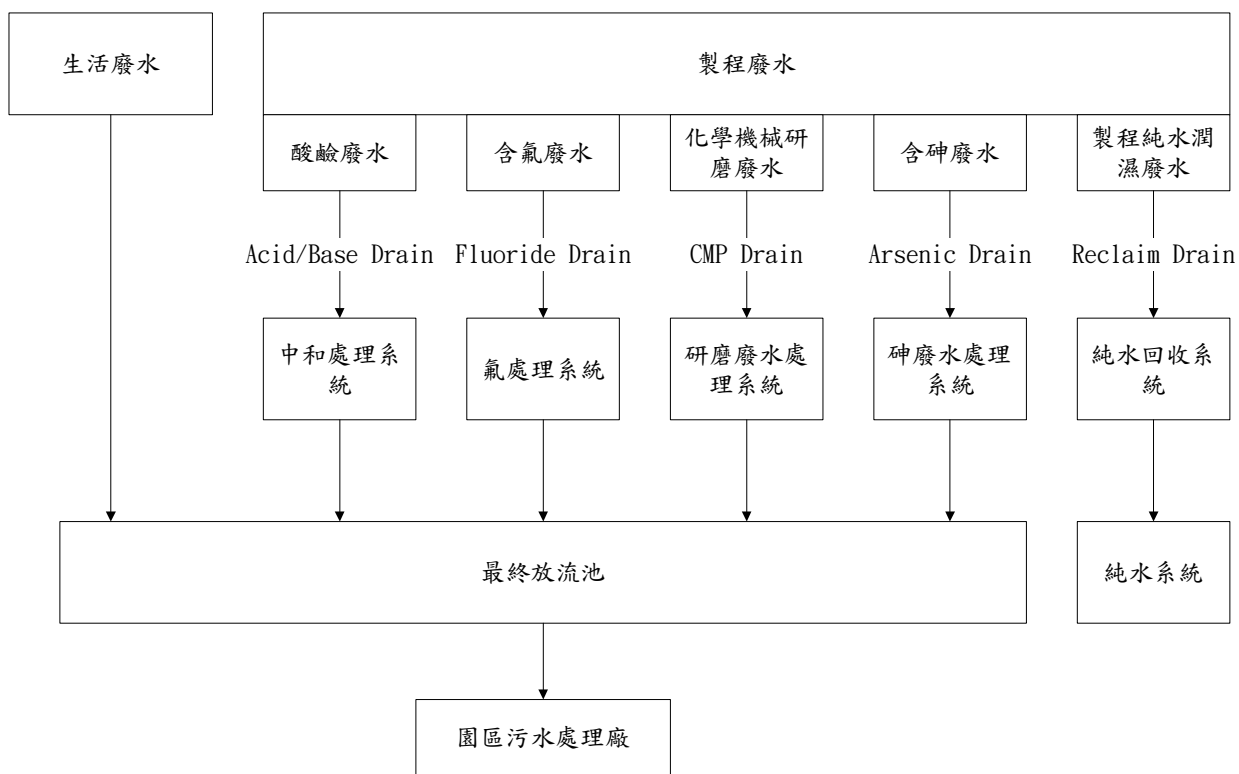 生活廢水
製程廢水
酸鹼廢水
含氟廢水
化學機械研
磨廢水
含砷廢水
製程純水潤
濕廢水
Acid/Base Drain
Fluoride Drain
CMP Drain
Arsenic Drain
Reclaim Drain
中和處理系
統
氟處理系統
研磨廢水處
理系統
砷廢水處理
系統
純水回收系
統
最終放流池
純水系統
園區污水處理廠